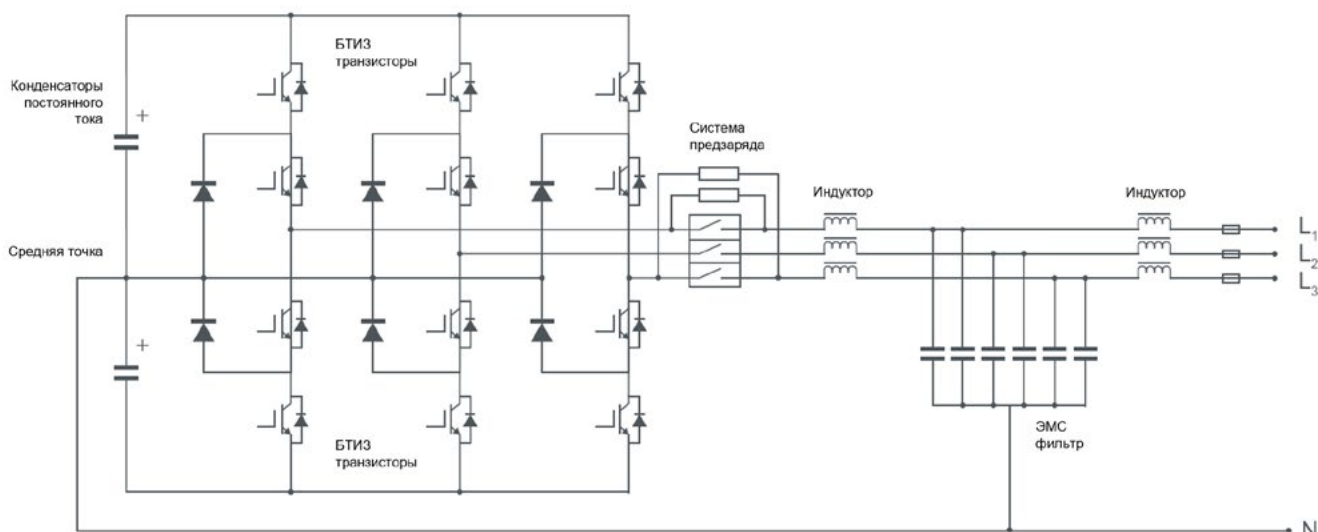 БТИЗ
транзисторы
Конденсаторы
постоянного
тока
+
Система
предзаряда
Индуктор
Индуктор
Средняя точка
L1
L2
L3
+
БТИЗ
транзисторы
ЭМС
фильтр
N